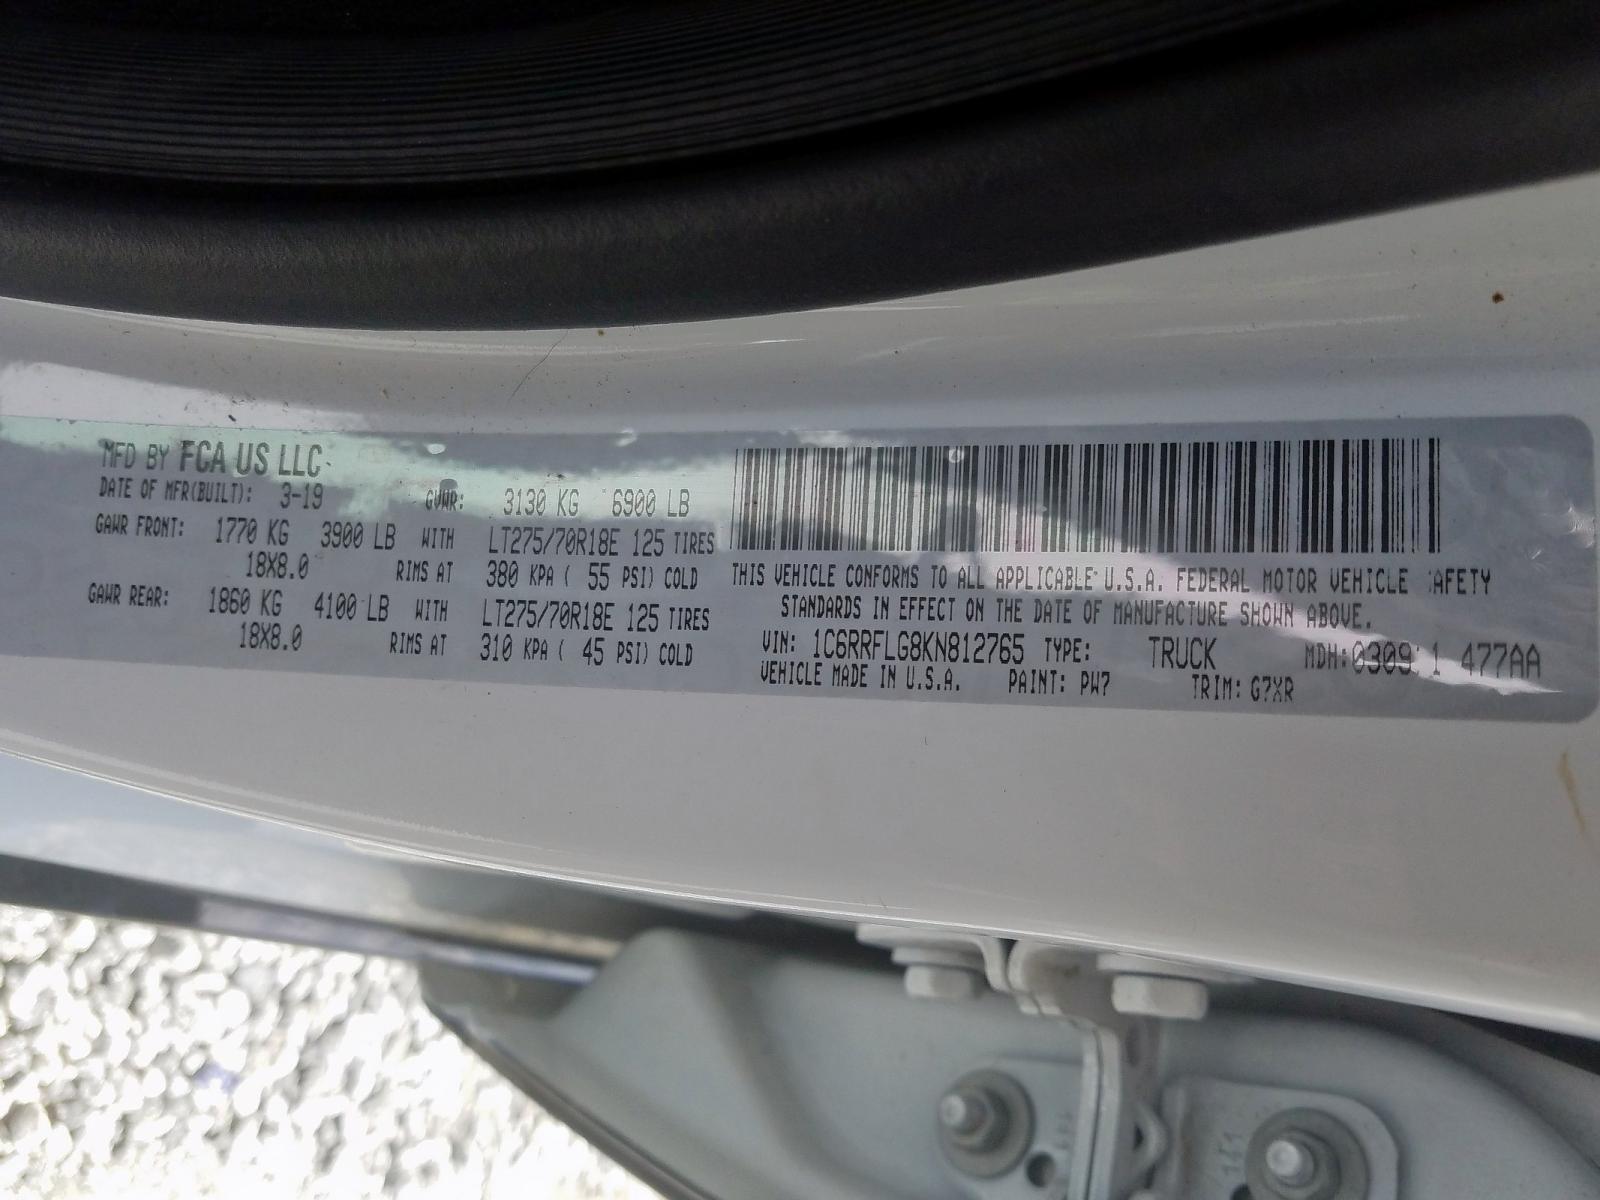 MFD BY FCA US LLC
DATE OF MFR(BUILT): 3-19 GVWR: 3130 KG 6900 LB
GAWR FRONT: 1770 KG 3900 LB WITH LT275/70R18E 125 TIRES
18X8.0 RIMS AT 380 KPA ( 55 PSI) COLD
GAWR REAR: 1860 KG 4100 LB WITH LT275/70R18E 125 TIRES
18X8.0 RIMS AT 310 KPA ( 45 PSI) COLD
THIS VEHICLE CONFORMS TO ALL APPLICABLE U.S.A. FEDERAL MOTOR VEHICLE AFETY
STANDARDS IN EFFECT ON THE DATE OF MANUFACTURE SHOWN ABOVE.
VIN: 1C6RRFLG8KN812765 TYPE: TRUCK MDH: 477AA
VEHICLE MADE IN U.S.A. PAINT: PW7 TRIM: